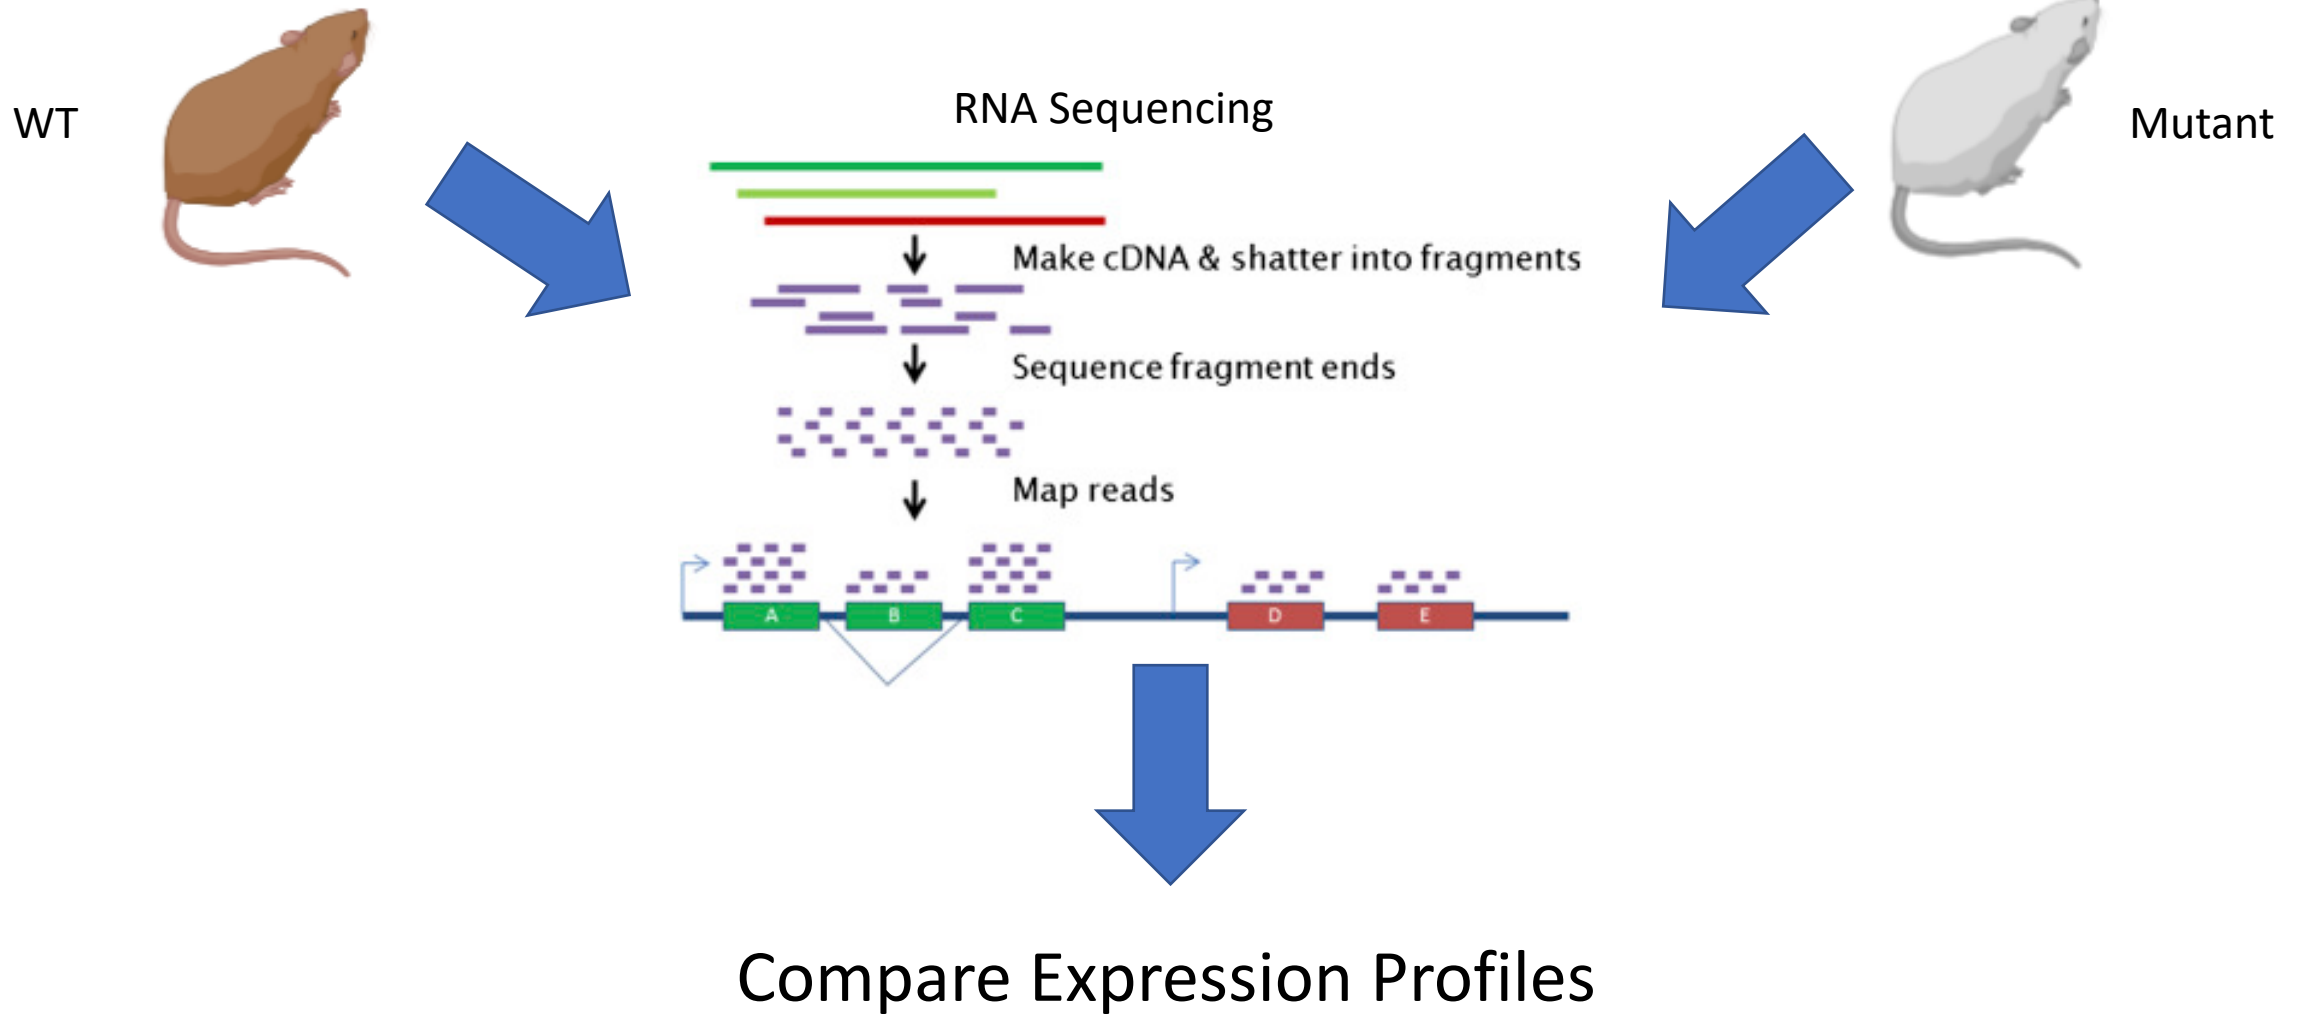 WT
RNA Sequencing
Mutant
Make cDNA & shatter into fragments
Sequence fragment ends
Map reads
A B C D E
Compare Expression Profiles